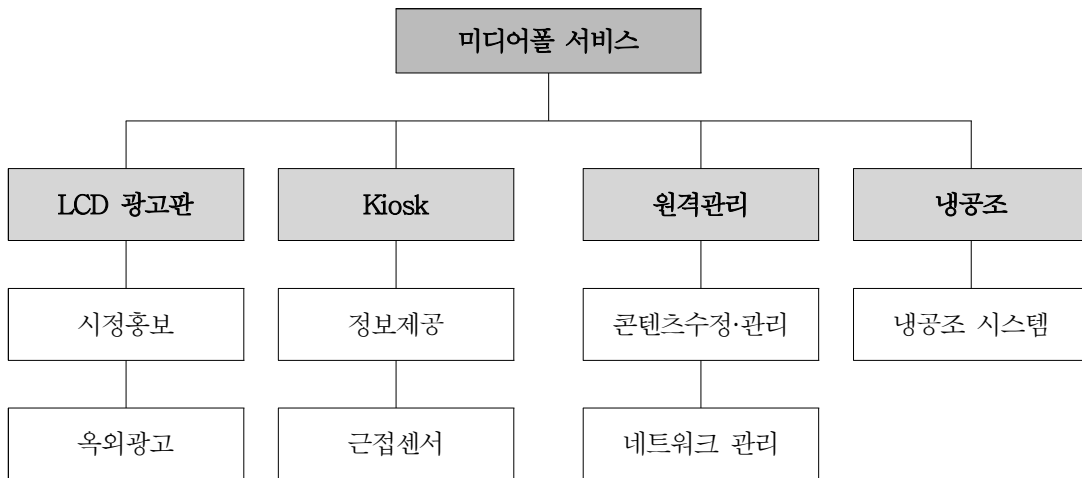 미디어폴 서비스
LCD 광고판
Kiosk
원격관리
냉공조
시정홍보
정보제공
콘텐츠수정·관리
냉공조 시스템
옥외광고
근접센서
네트워크 관리